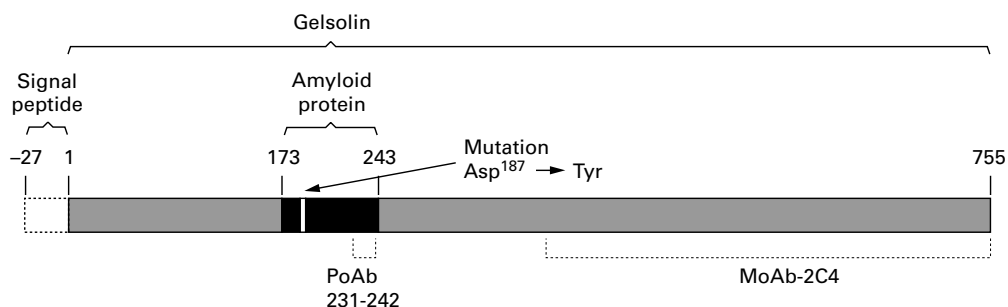 Gelsolin
Signal
peptide
Amyloid
protein
–27
1
173
243
Mutation
Asp187 → Tyr
755
PoAb
231-242
MoAb-2C4